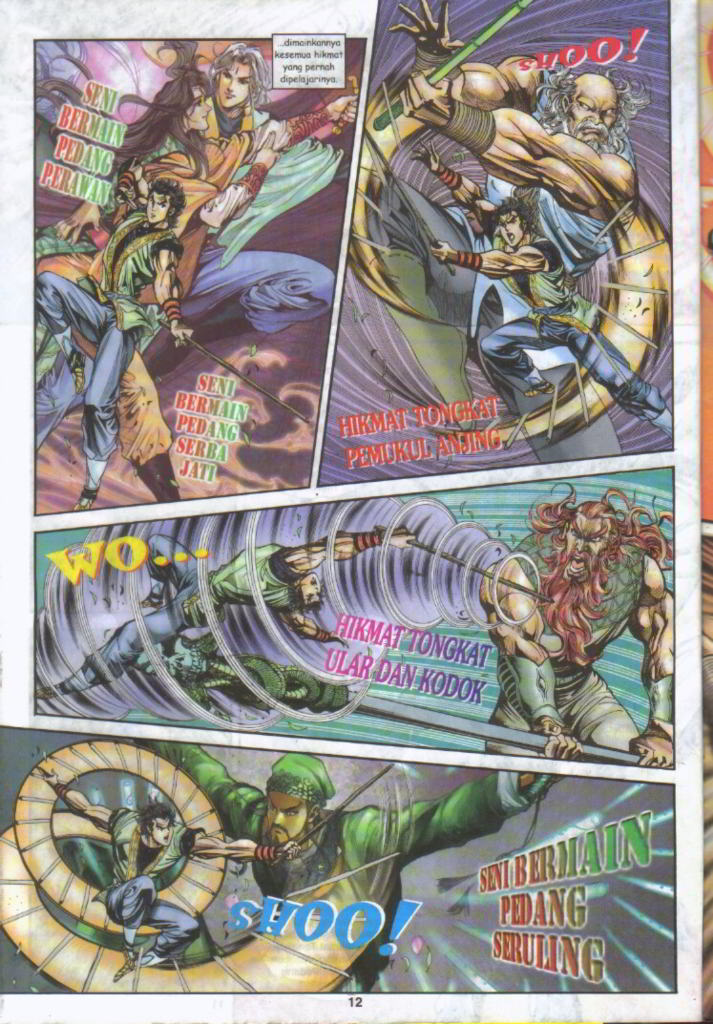 ...dimainkannya
kesemua hikmat
yang pernah
dipelajarinya.
SENI
BERMAIN
PEDANG
PERAWAN
SENI
BERMAIN
PEDANG
SERBA
JATI
SHOO!
HIKMAT TONGKAT
PEMUKUL ANJING
WO...
HIKMAT TONGKAT
ULAR DAN KODOK
SHOO!
SENI BERMAIN
PEDANG
SERULING
12